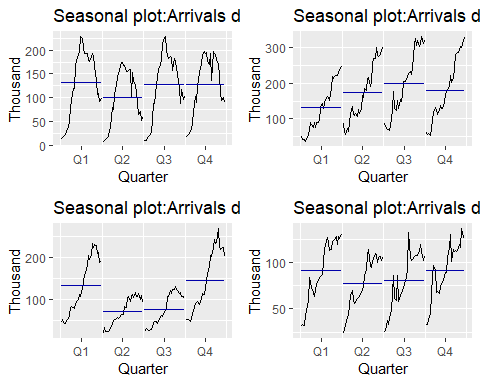 Seasonal plot:Arrivals d
Thousand
200
150
100
50
0
Q1 Q2 Q3 Q4
Quarter
Seasonal plot:Arrivals d
Thousand
300
200
100
Q1 Q2 Q3 Q4
Quarter
Seasonal plot:Arrivals d
Thousand
200
100
Q1 Q2 Q3 Q4
Quarter
Seasonal plot:Arrivals d
Thousand
100
50
Q1 Q2 Q3 Q4
Quarter